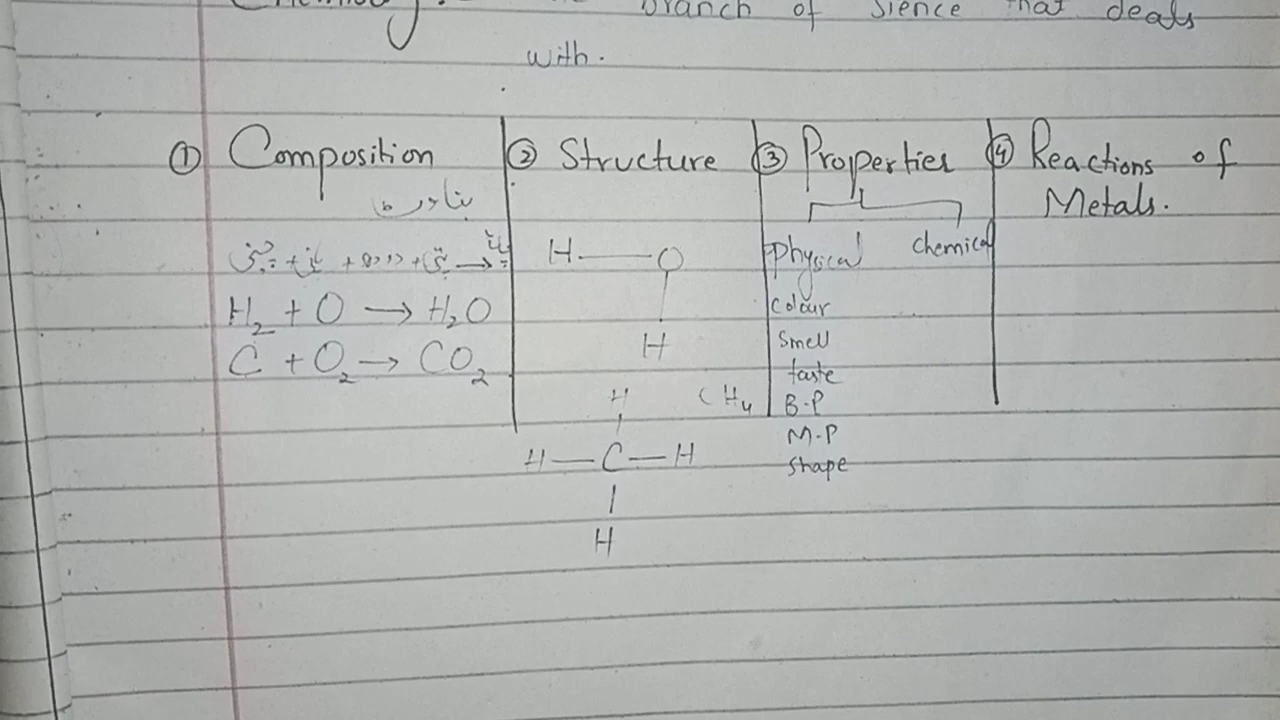 branch of sience that deals
with.
① Composition
بناوٹ
H₂ + O → H₂O
C + O₂ → CO₂
② Structure
H — O
H
CH₄
H
H — C — H
H
③ Properties
Physical chemical
Colour
Smell
taste
B.P
M.P
shape
④ Reactions of
Metals.